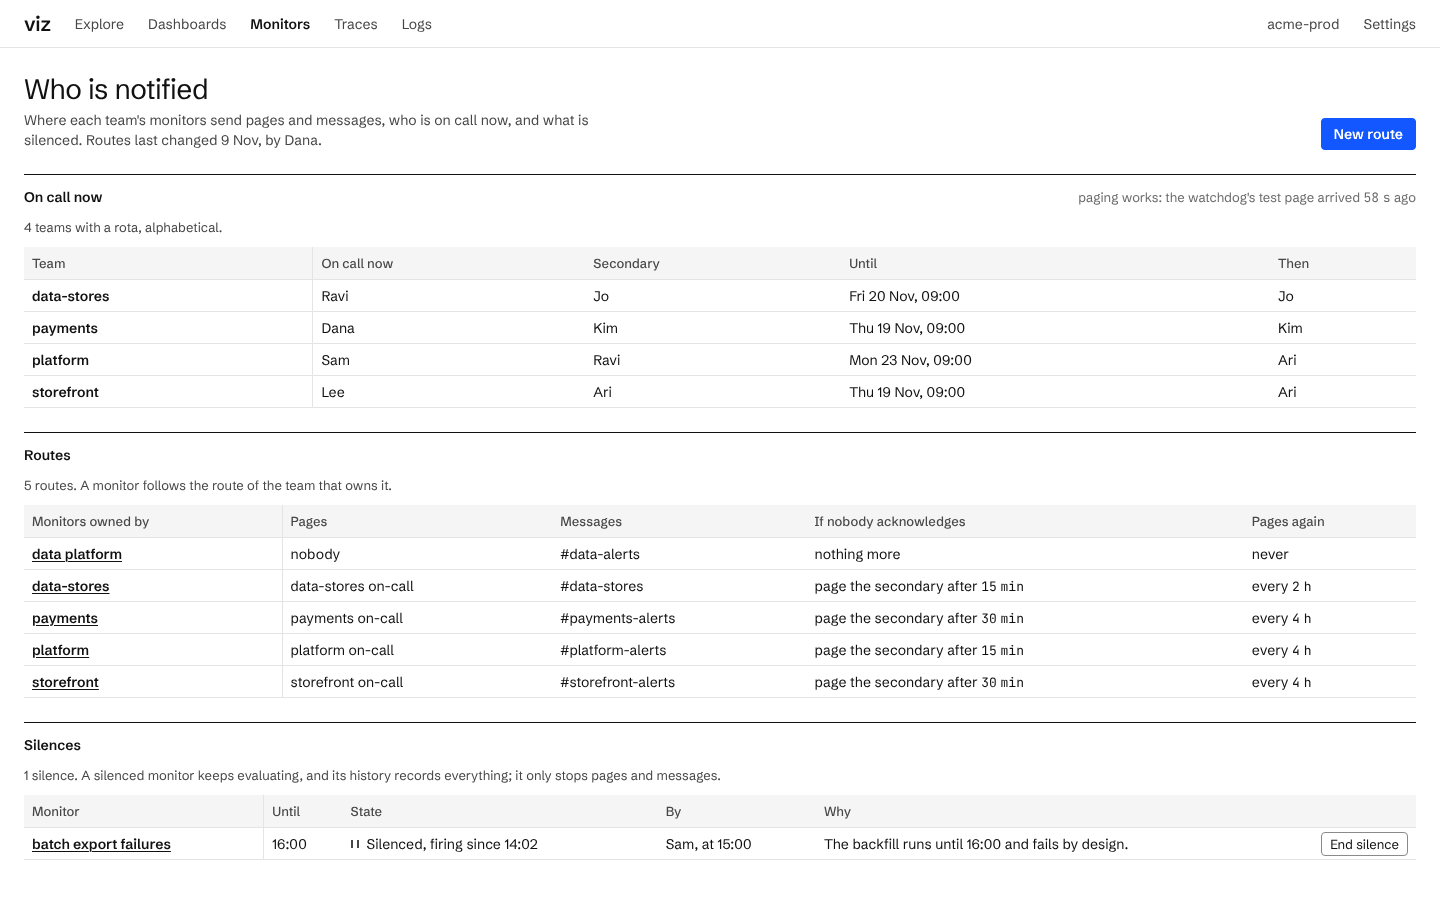 viz Explore Dashboards Monitors Traces Logs acme-prod Settings
Who is notified
Where each team's monitors send pages and messages, who is on call now, and what is
silenced. Routes last changed 9 Nov, by Dana.
New route
On call now paging works: the watchdog's test page arrived 58 s ago
4 teams with a rota, alphabetical.
Team On call now Secondary Until Then
data-stores Ravi Jo Fri 20 Nov, 09:00 Jo
payments Dana Kim Thu 19 Nov, 09:00 Kim
platform Sam Ravi Mon 23 Nov, 09:00 Ari
storefront Lee Ari Thu 19 Nov, 09:00 Ari
Routes
5 routes. A monitor follows the route of the team that owns it.
Monitors owned by Pages Messages If nobody acknowledges Pages again
data platform nobody #data-alerts nothing more never
data-stores data-stores on-call #data-stores page the secondary after 15 min every 2 h
payments payments on-call #payments-alerts page the secondary after 30 min every 4 h
platform platform on-call #platform-alerts page the secondary after 15 min every 4 h
storefront storefront on-call #storefront-alerts page the secondary after 30 min every 4 h
Silences
1 silence. A silenced monitor keeps evaluating, and its history records everything; it only stops pages and messages.
Monitor Until State By Why
batch export failures 16:00 Silenced, firing since 14:02 Sam, at 15:00 The backfill runs until 16:00 and fails by design. End silence